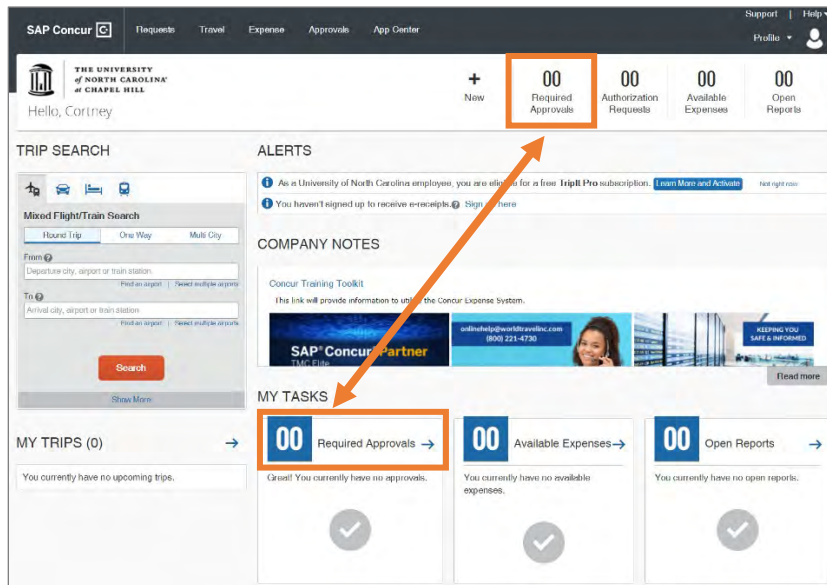 Support | Help
SAP Concur C Requests Travel Expense Approvals App Center
Profile
THE UNIVERSITY
of NORTH CAROLINA
at CHAPEL HILL
Hello, Cortney
+
New
00
Required
Approvals
00
Authorization
Requests
00
Available
Expenses
00
Open
Reports
TRIP SEARCH
Mixed Flight/Train Search
Round Trip One Way Multi City
From
Departure city, airport or train station.
Find an airport | Select multiple airports
To
Arrival city, airport or train station
Find an airport | Select multiple airports
Search
Show More
MY TRIPS (0)
You currently have no upcoming trips.
ALERTS
As a University of North Carolina employee, you are eligible for a free TripIt Pro subscription. Learn More and Activate Not right now
You haven't signed up to receive e-receipts. Sign up here
COMPANY NOTES
Concur Training Toolkit
This link will provide information to utilize the Concur Expense System.
SAP Concur Partner
TMC Elite
onlinehelp@worldtravelinc.com
(800) 221-4730
KEEPING YOU
SAFE & INFORMED
Read more
MY TASKS
00 Required Approvals
Great! You currently have no approvals.
00 Available Expenses
You currently have no available
expenses.
00 Open Reports
You currently have no open reports.